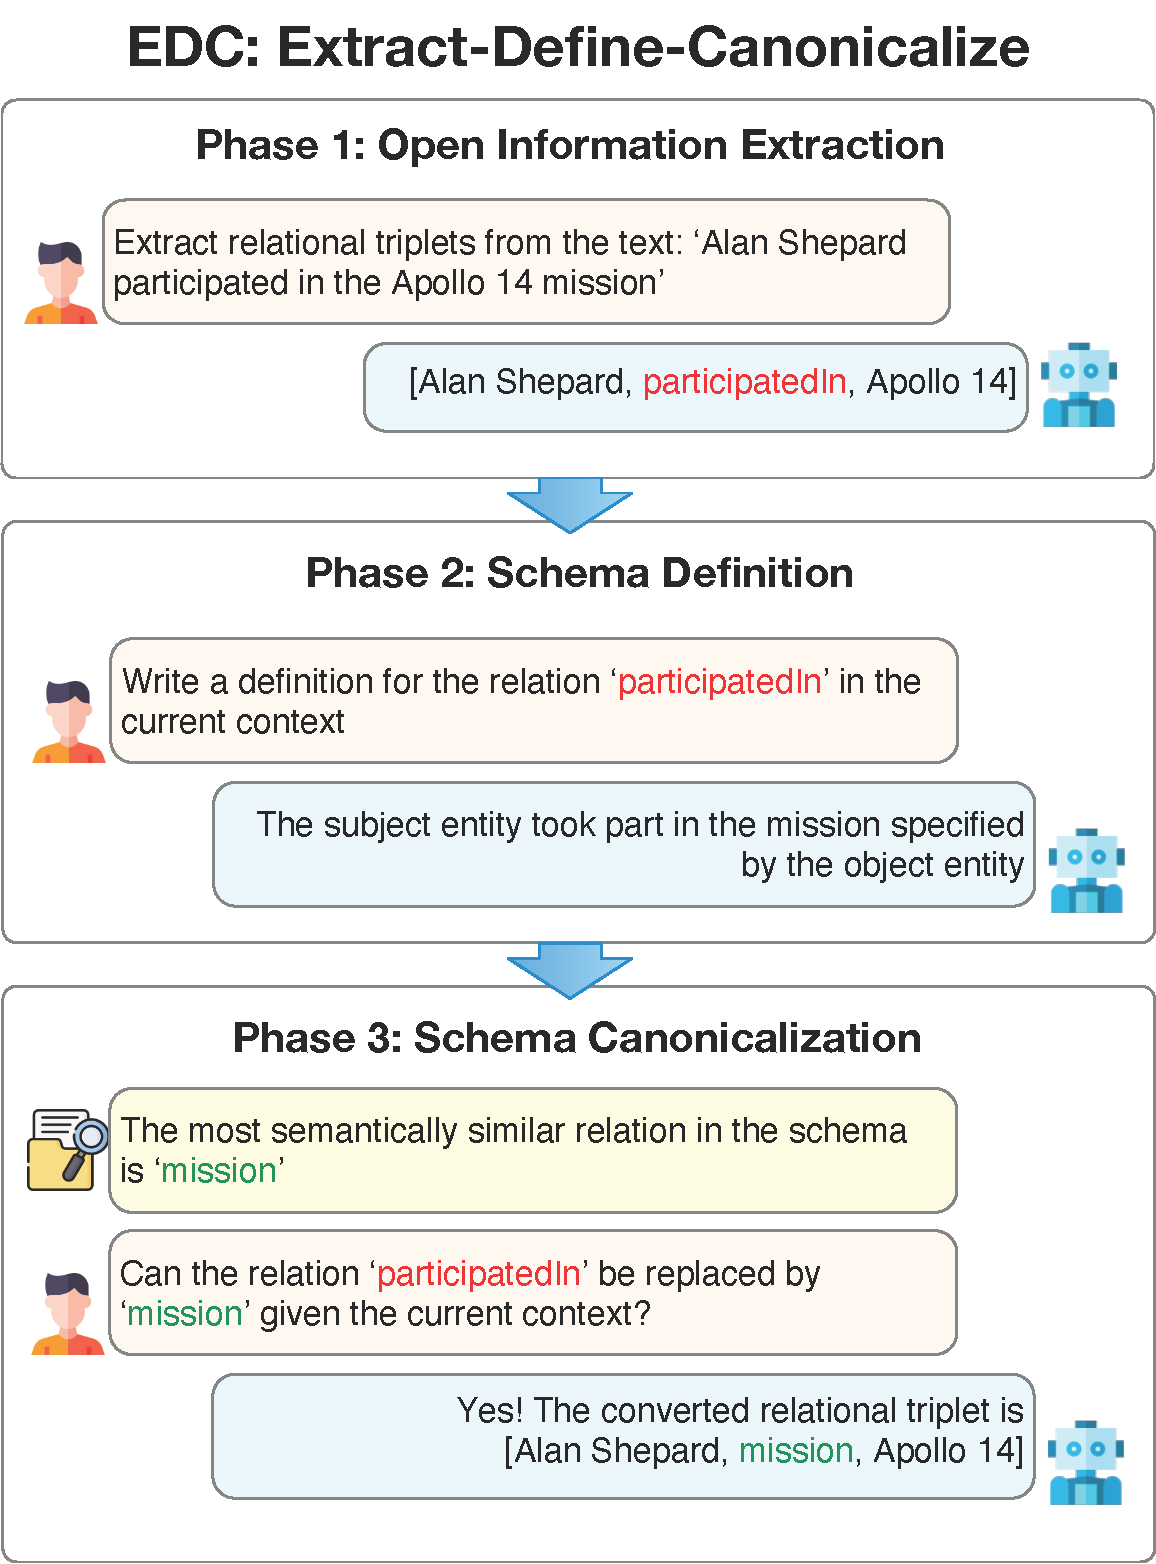 EDC: Extract-Define-Canonicalize
Phase 1: Open Information Extraction
Extract relational triplets from the text: ‘Alan Shepard
participated in the Apollo 14 mission’
[Alan Shepard, participatedIn, Apollo 14]
Phase 2: Schema Definition
Write a definition for the relation ‘participatedIn’ in the
current context
The subject entity took part in the mission specified
by the object entity
Phase 3: Schema Canonicalization
The most semantically similar relation in the schema
is ‘mission’
Can the relation ‘participatedIn’ be replaced by
‘mission’ given the current context?
Yes! The converted relational triplet is
[Alan Shepard, mission, Apollo 14]